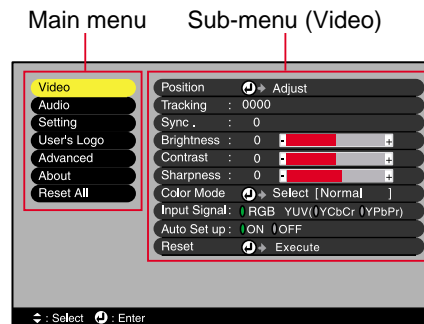 Main menu Sub-menu (Video)
Video
Audio
Setting
User's Logo
Advanced
About
Reset All
Position Adjust
Tracking : 0000
Sync . : 0
Brightness : 0 - +
Contrast : 0 - +
Sharpness : 0 - +
Color Mode Select [Normal ]
Input Signal : RGB YUV( YCbCr YPbPr)
Auto Set up : ON OFF
Reset Execute
: Select : Enter